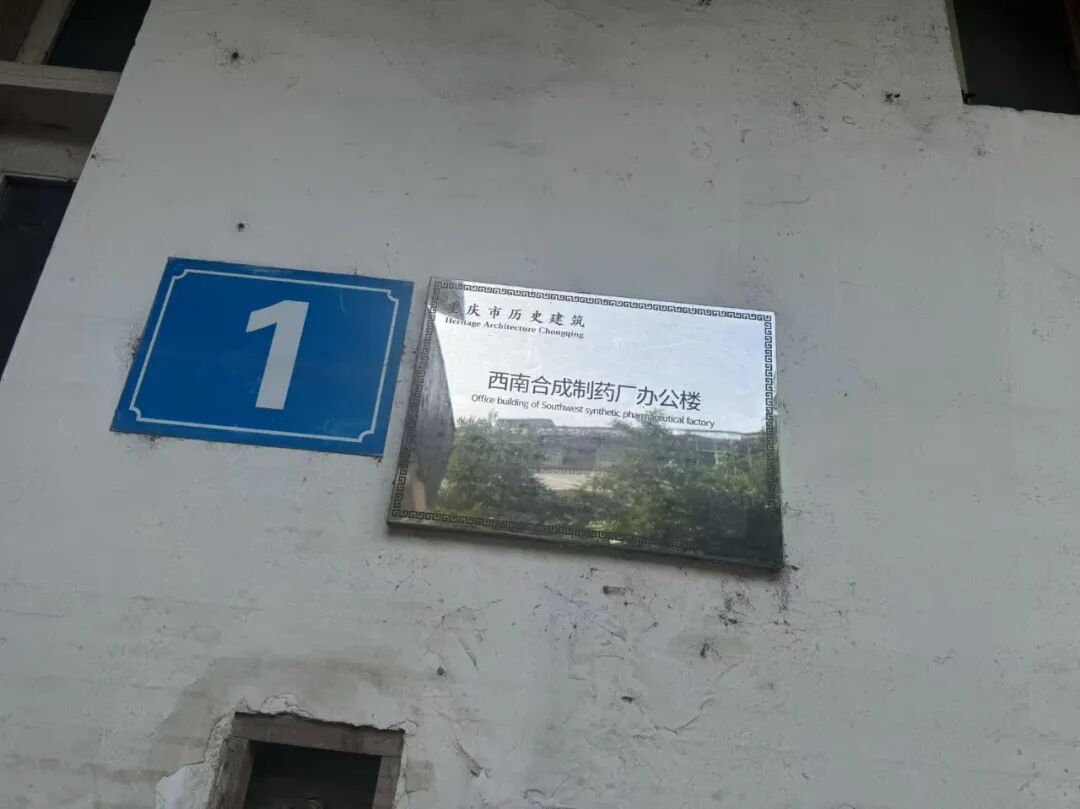 1
重庆市历史建筑
Heritage Architecture Chongqing
西南合成制药厂办公楼
Office building of Southwest synthetic pharmaceutical factory